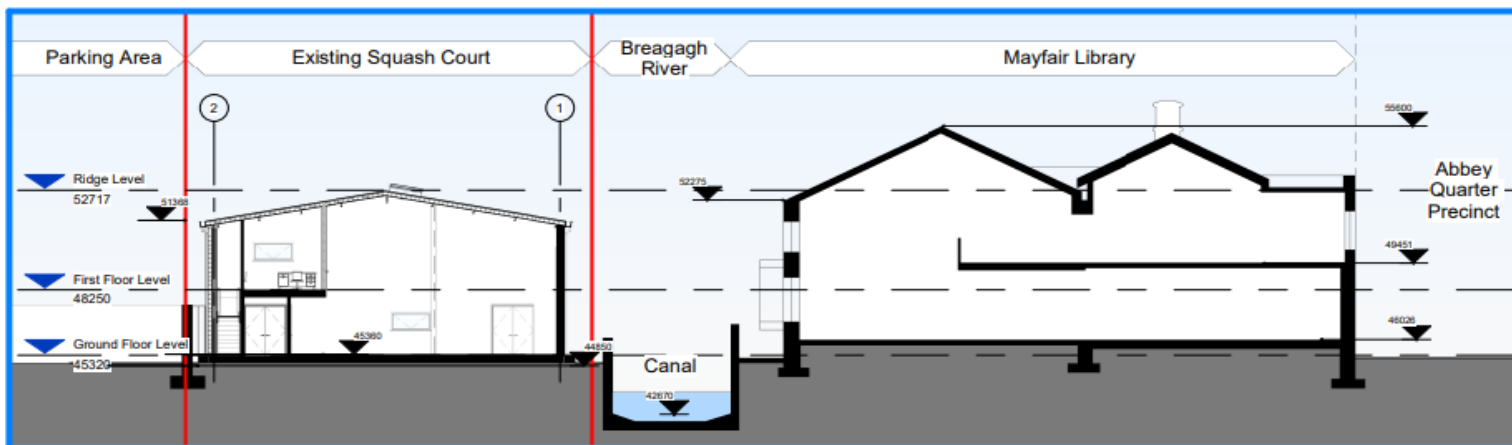 Parking Area
Existing Squash Court
Breagagh
River
Mayfair Library
2
1
55600
Ridge Level
52717
51368
52275
Abbey
Quarter
Precinct
49451
First Floor Level
48250
46026
Ground Floor Level
45320
45360
44850
Canal
42670